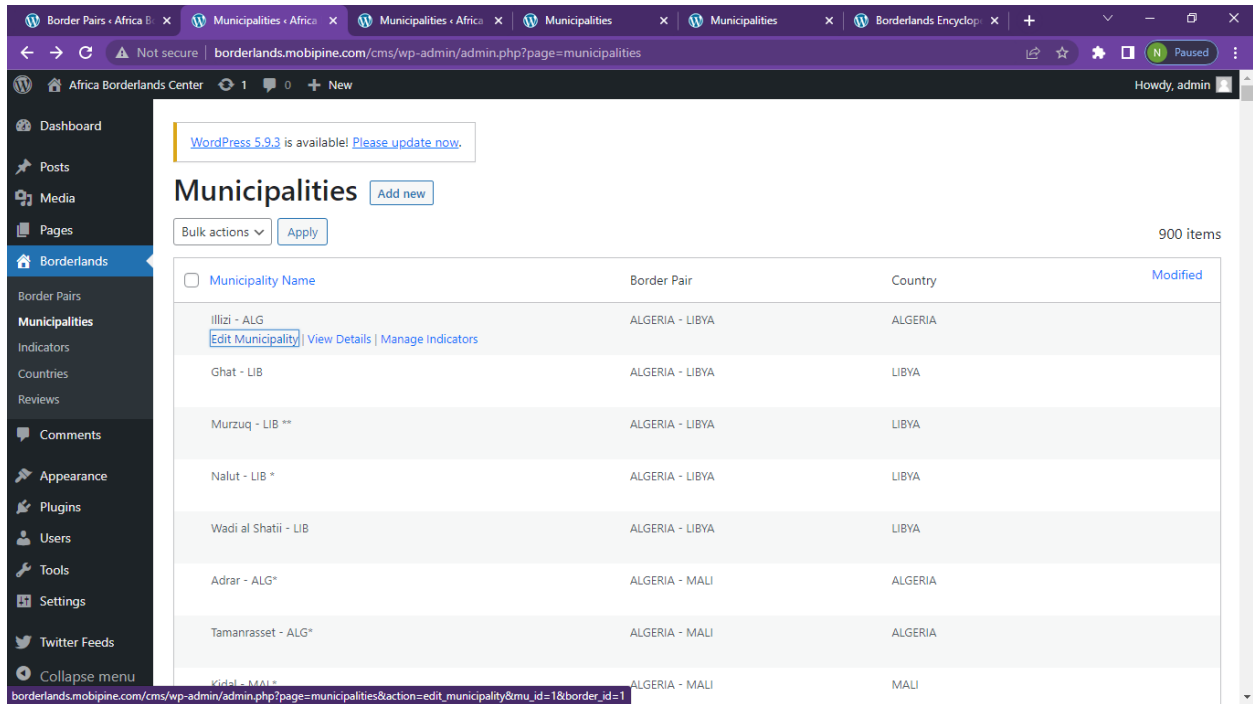 Border Pairs ‹ Africa B
Municipalities ‹ Africa
Municipalities ‹ Africa
Municipalities
Municipalities
Borderlands Encyclop
Not secure | borderlands.mobipine.com/cms/wp-admin/admin.php?page=municipalities
N Paused
Africa Borderlands Center 1 0 + New
Howdy, admin
Dashboard
Posts
Media
Pages
Borderlands
Border Pairs
Municipalities
Indicators
Countries
Reviews
Comments
Appearance
Plugins
Users
Tools
Settings
Twitter Feeds
Collapse menu
WordPress 5.9.3 is available! Please update now.
Municipalities Add new
Bulk actions Apply
900 items
Municipality Name Border Pair Country Modified
Illizi - ALG ALGERIA - LIBYA ALGERIA
Edit Municipality | View Details | Manage Indicators
Ghat - LIB ALGERIA - LIBYA LIBYA
Murzuq - LIB ** ALGERIA - LIBYA LIBYA
Nalut - LIB * ALGERIA - LIBYA LIBYA
Wadi al Shatii - LIB ALGERIA - LIBYA LIBYA
Adrar - ALG* ALGERIA - MALI ALGERIA
Tamanrasset - ALG* ALGERIA - MALI ALGERIA
Kidal - MALI* ALGERIA - MALI MALI
borderlands.mobipine.com/cms/wp-admin/admin.php?page=municipalities&action=edit_municipality&mu_id=1&border_id=1